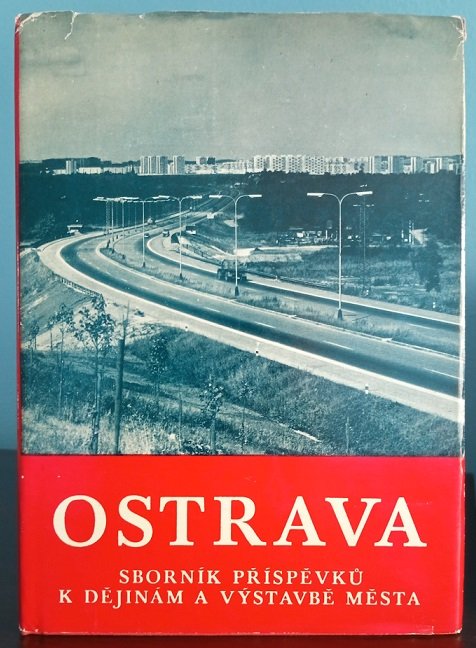 OSTRAVA
SBORNÍK PŘÍSPĚVKŮ
K DĚJINÁM A VÝSTAVBĚ MĚSTA